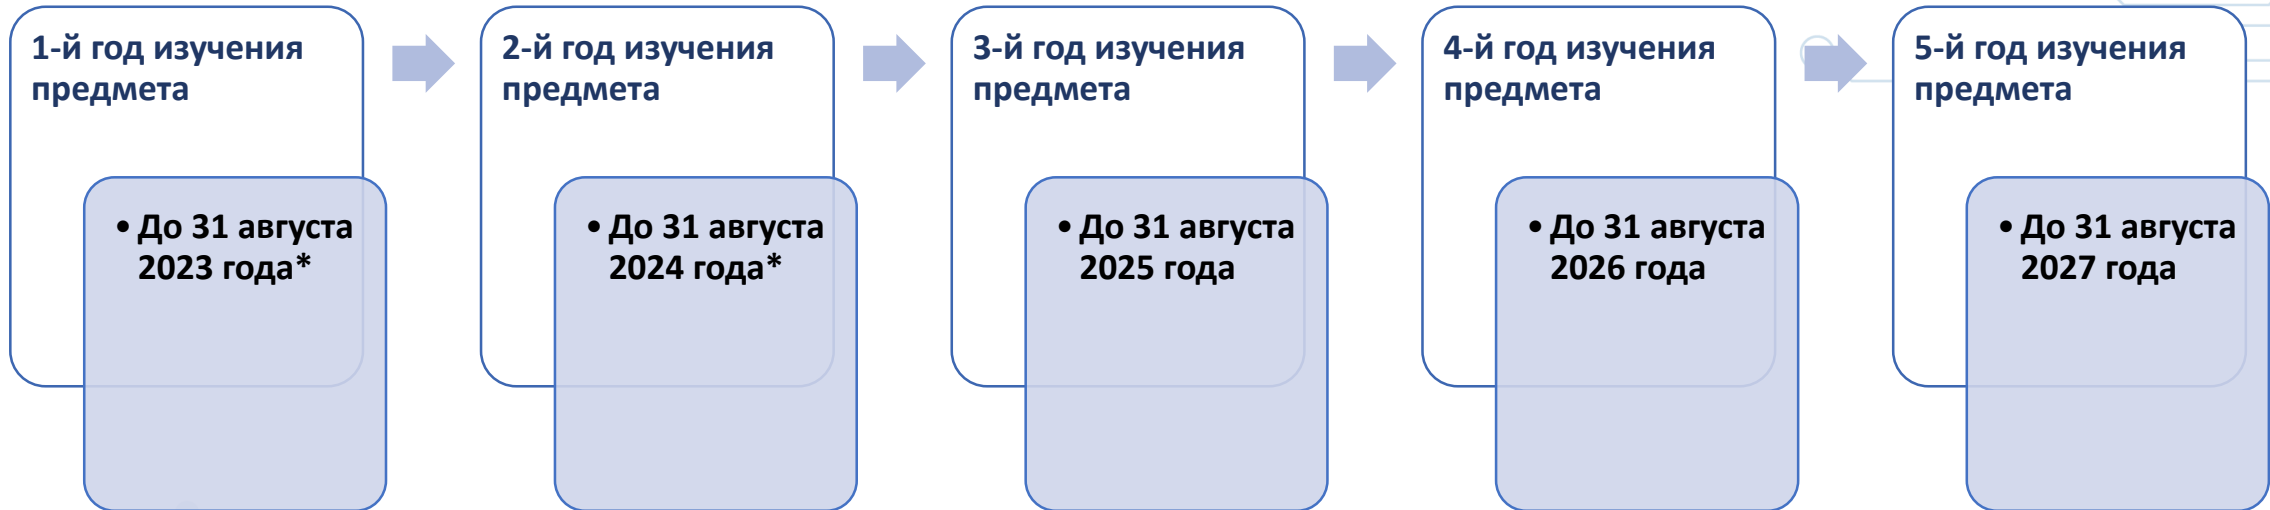 1-й год изучения
предмета
• До 31 августа
2023 года*
2-й год изучения
предмета
• До 31 августа
2024 года*
3-й год изучения
предмета
• До 31 августа
2025 года
4-й год изучения
предмета
• До 31 августа
2026 года
5-й год изучения
предмета
• До 31 августа
2027 года